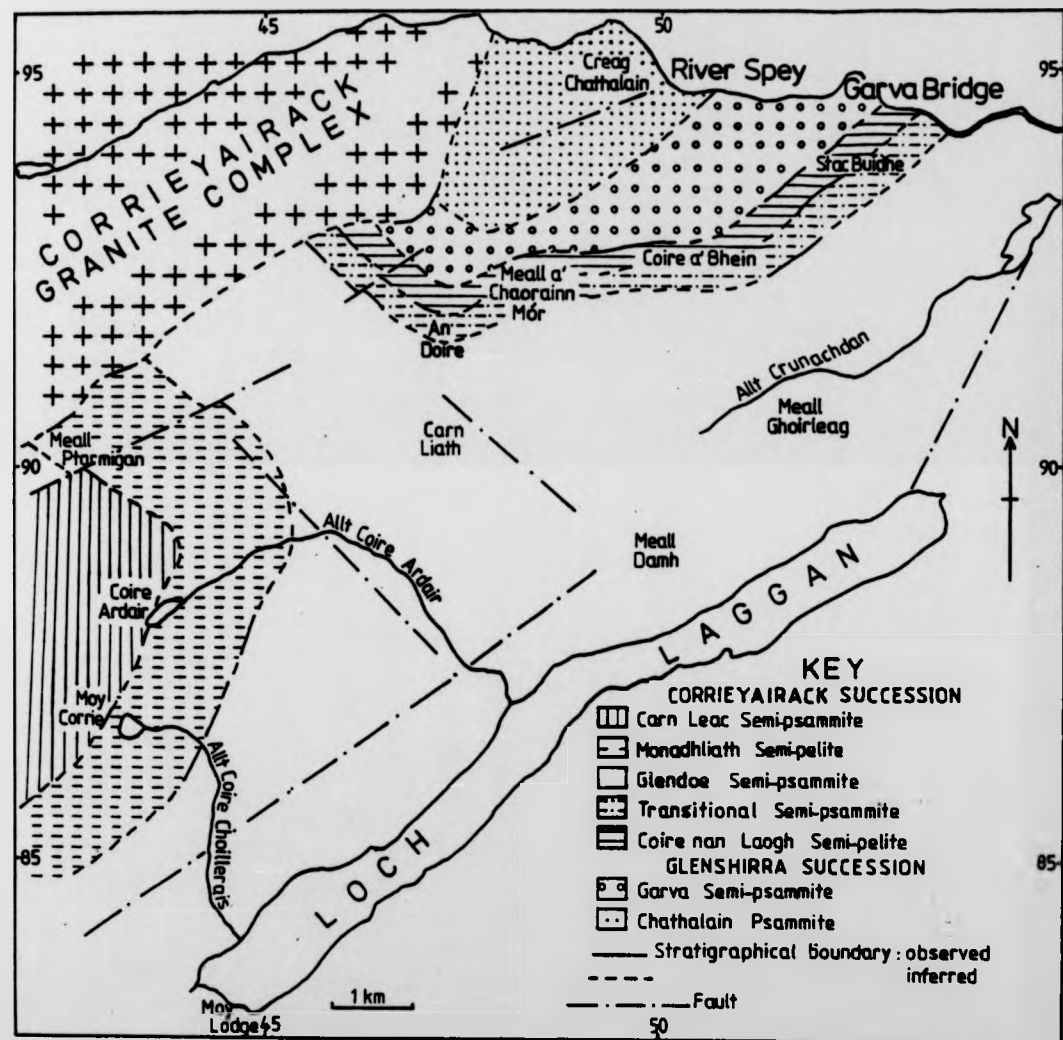 45
50
95
95
Creag
Chathalain
River Spey
Garva Bridge
CORRIEYAIRACK
GRANITE COMPLEX
Stac Buidhe
Coire a' Bhein
Meall a'
Chaorainn
Mór
An
Doire
Allt Crunachdan
Meall
Ghoirleag
Carn
Liath
Meall
Ptarmigan
N
90
90
Allt Coire Ardair
Meall
Damh
Coire
Ardair
LOCH LAGGAN
Moy
Corrie
Allt Coire Choillerais
KEY
CORRIEYAIRACK SUCCESSION
Carn Leac Semi-psammite
Monadhliath Semi-pelite
Glendoe Semi-psammite
Transitional Semi-psammite
Coire nan Laogh Semi-pelite
GLENSHIRRA SUCCESSION
Garva Semi-psammite
Chathalain Psammite
Stratigraphical boundary : observed
inferred
Fault
85
85
1 km
Moy
Lodge
45
50